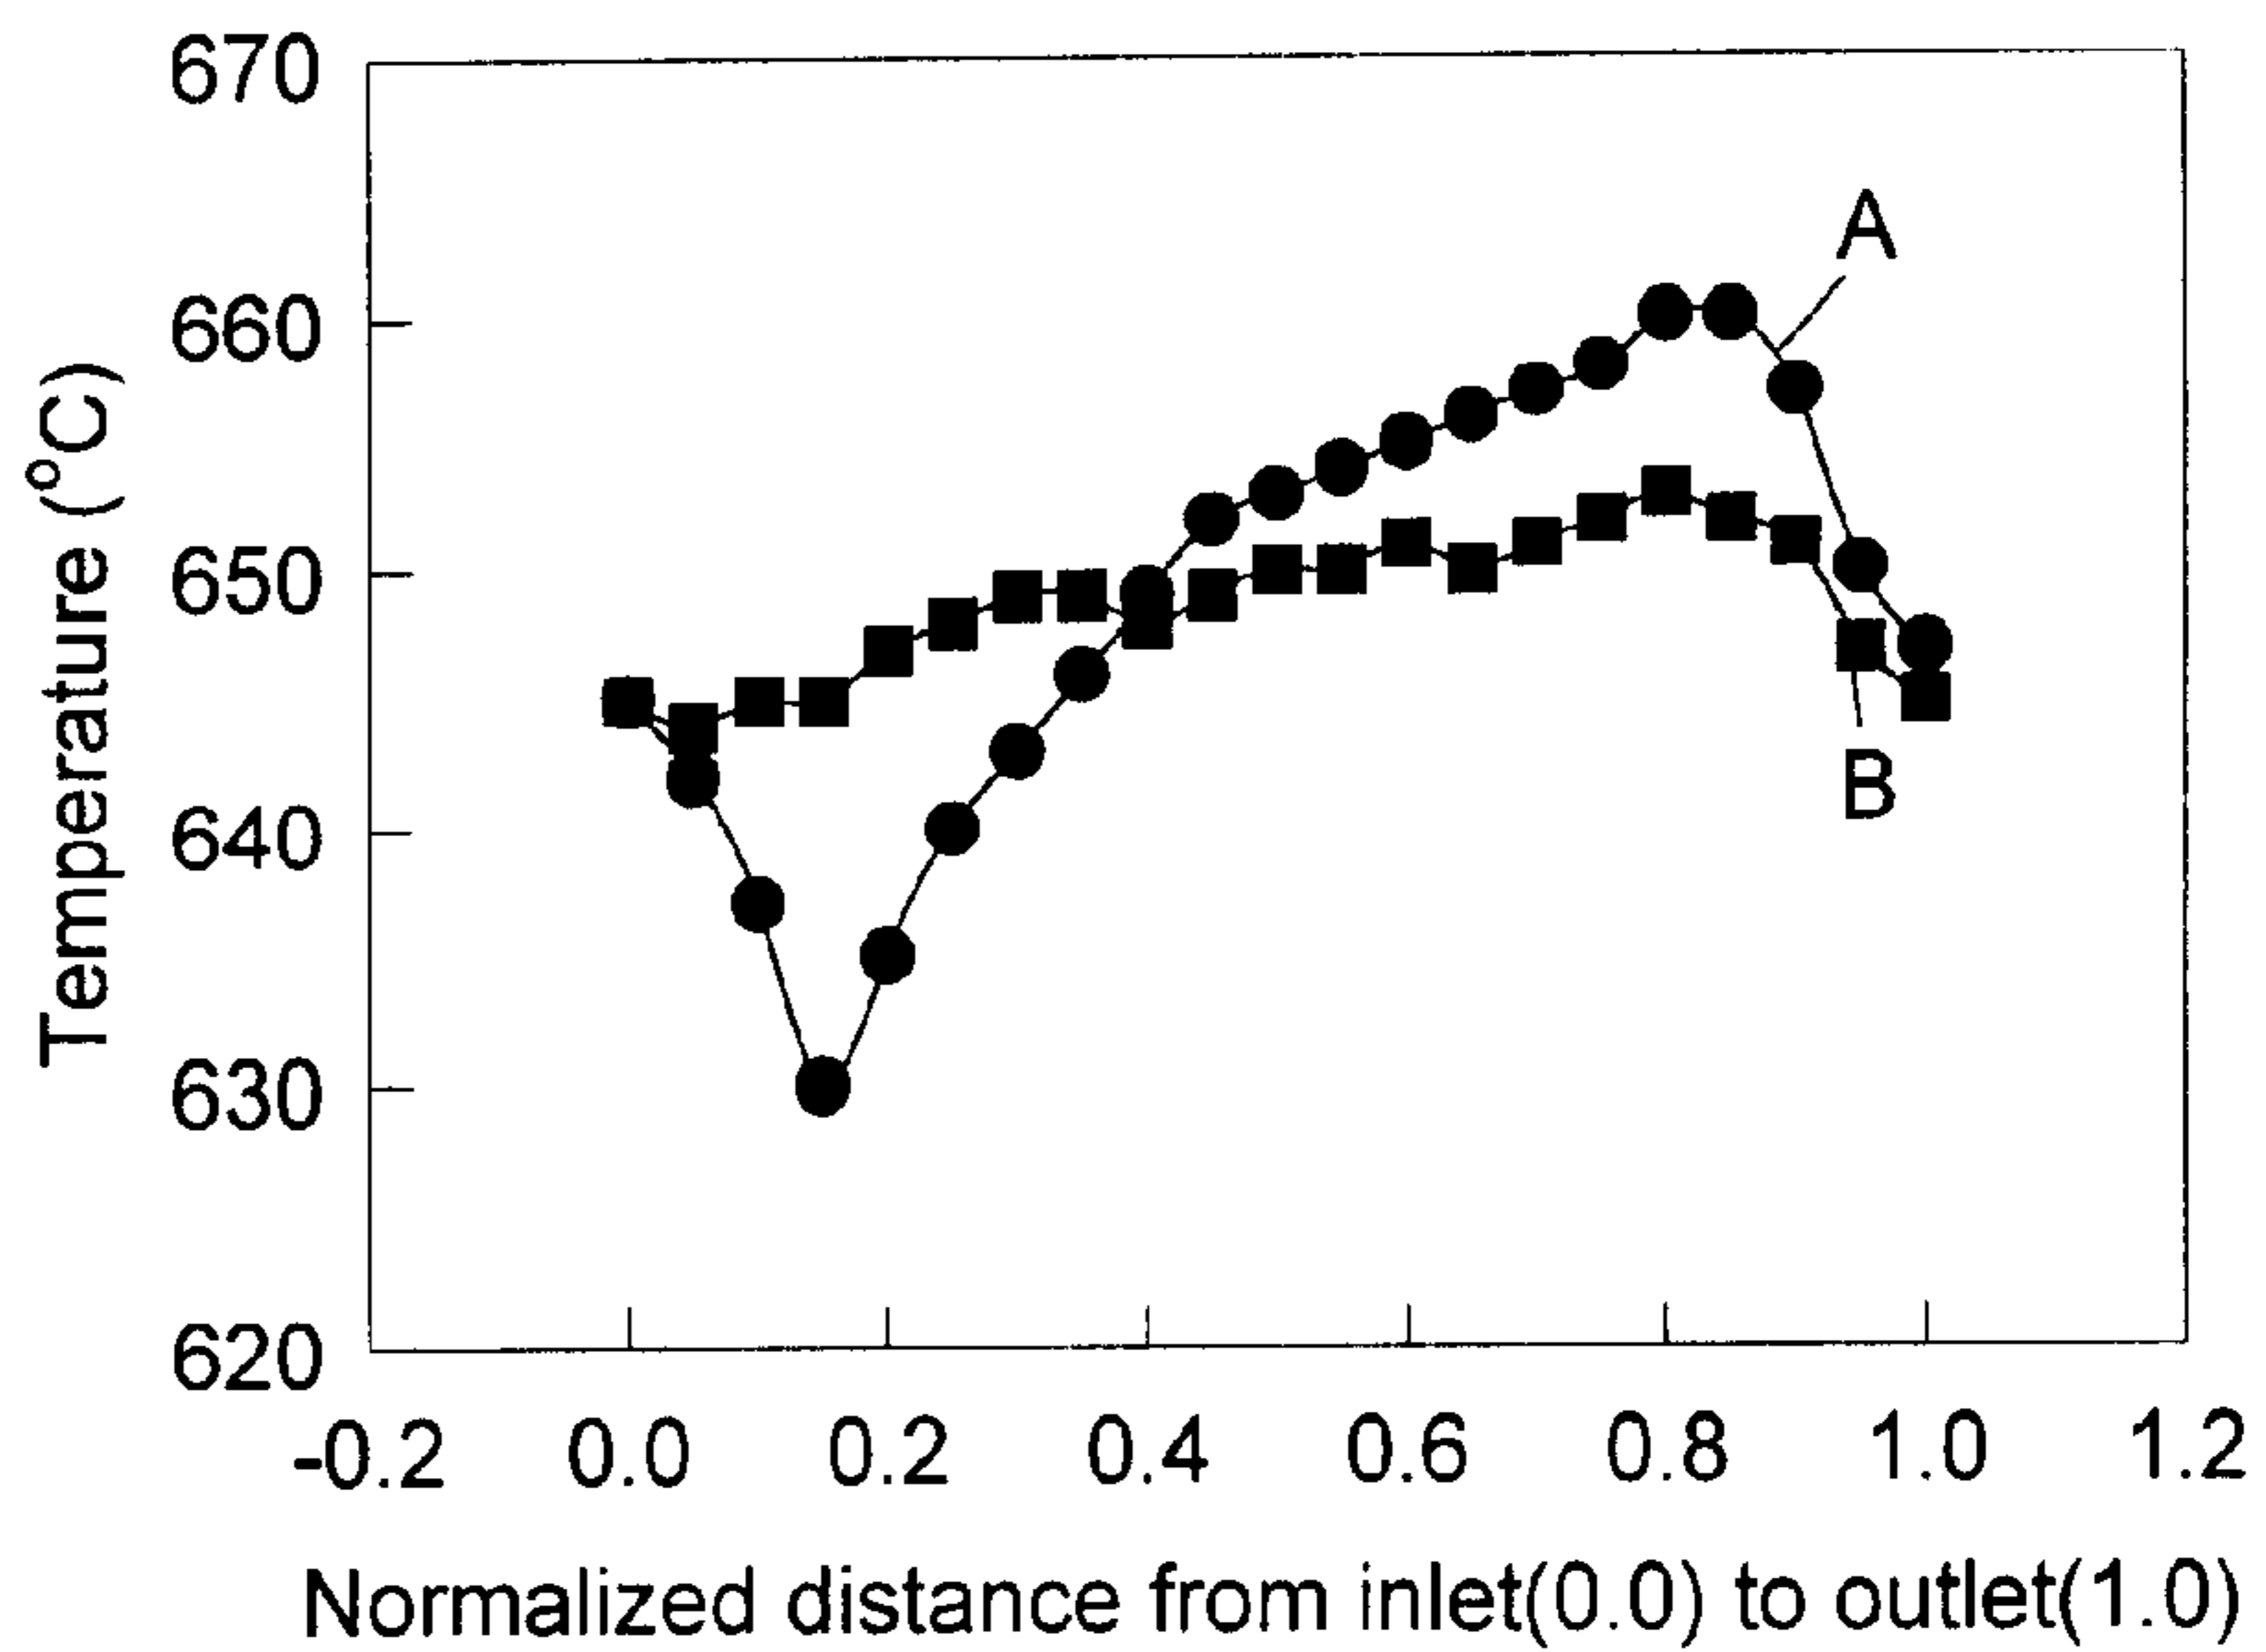 670
660
650
640
630
620
Temperature (°C)
A
B
-0.2 0.0 0.2 0.4 0.6 0.8 1.0 1.2
Normalized distance from inlet(0.0) to outlet(1.0)